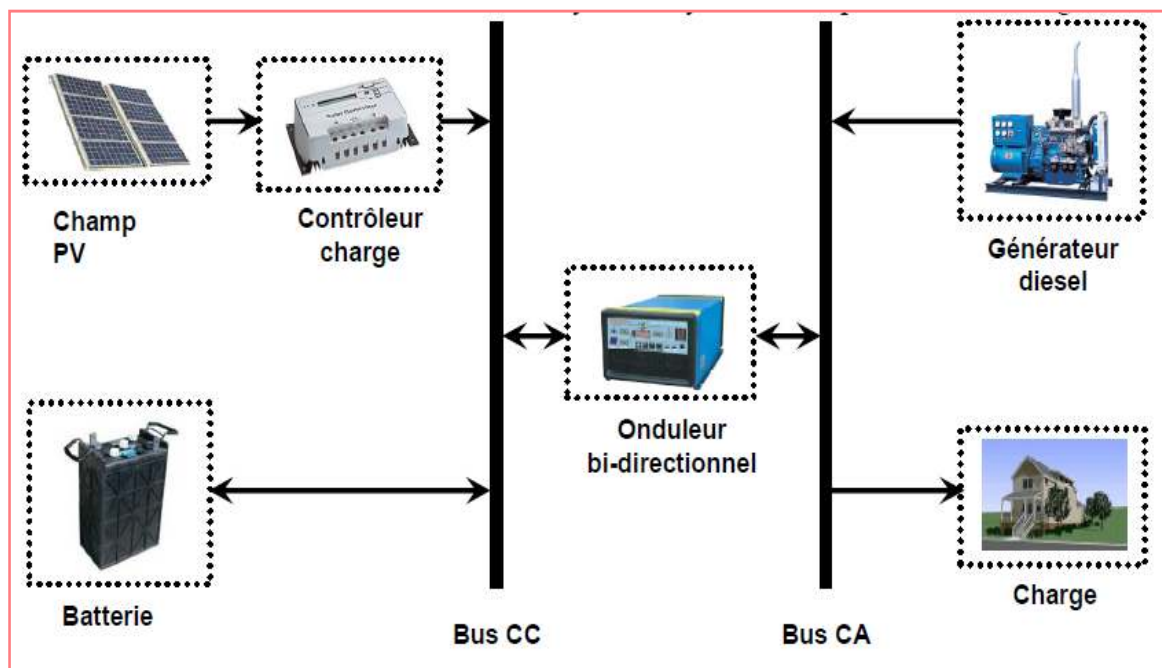 Champ
PV
Contrôleur
charge
Générateur
diesel
Onduleur
bi-directionnel
Batterie
Charge
Bus CC
Bus CA